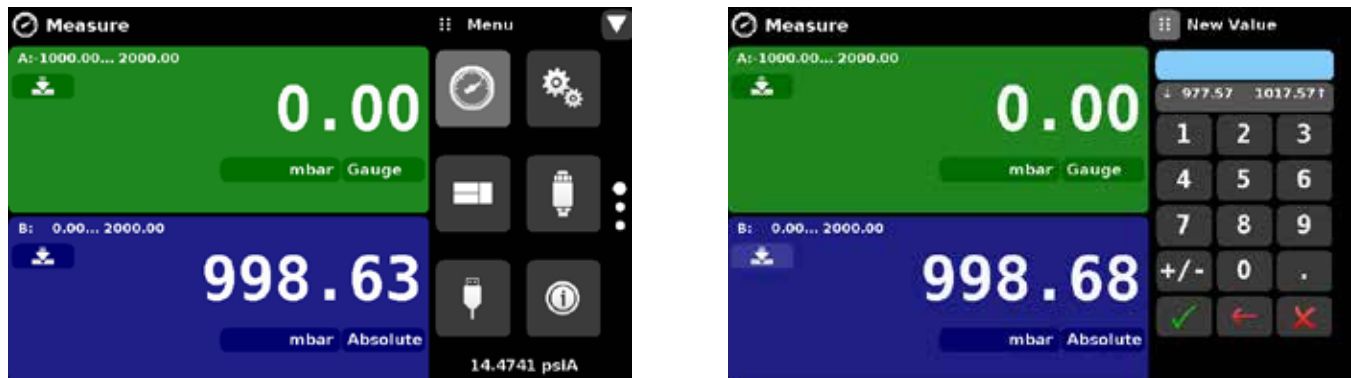 Measure
Menu
A:-1000.00... 2000.00
0.00
mbar Gauge
B: 0.00... 2000.00
998.63
mbar Absolute
14.4741 psiA
Measure
New Value
A:-1000.00... 2000.00
0.00
mbar Gauge
B: 0.00... 2000.00
998.68
mbar Absolute
↓ 977.57 1017.57↑
1 2 3
4 5 6
7 8 9
+/- 0 .